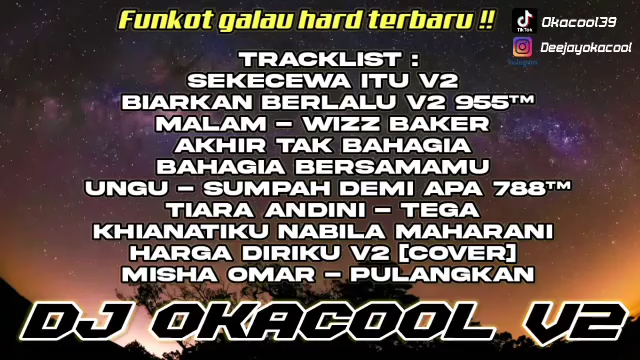 Funkot galau hard terbaru !!
TikTok
Okacool39
Deejayokacool
Instagram
TRACKLIST :
SEKECEWA ITU V2
BIARKAN BERLALU V2 955™
MALAM – WIZZ BAKER
AKHIR TAK BAHAGIA
BAHAGIA BERSAMAMU
UNGU – SUMPAH DEMI APA 788™
TIARA ANDINI – TEGA
KHIANATIKU NABILA MAHARANI
HARGA DIRIKU V2 [COVER]
MISHA OMAR – PULANGKAN
DJ OKACOOL V2